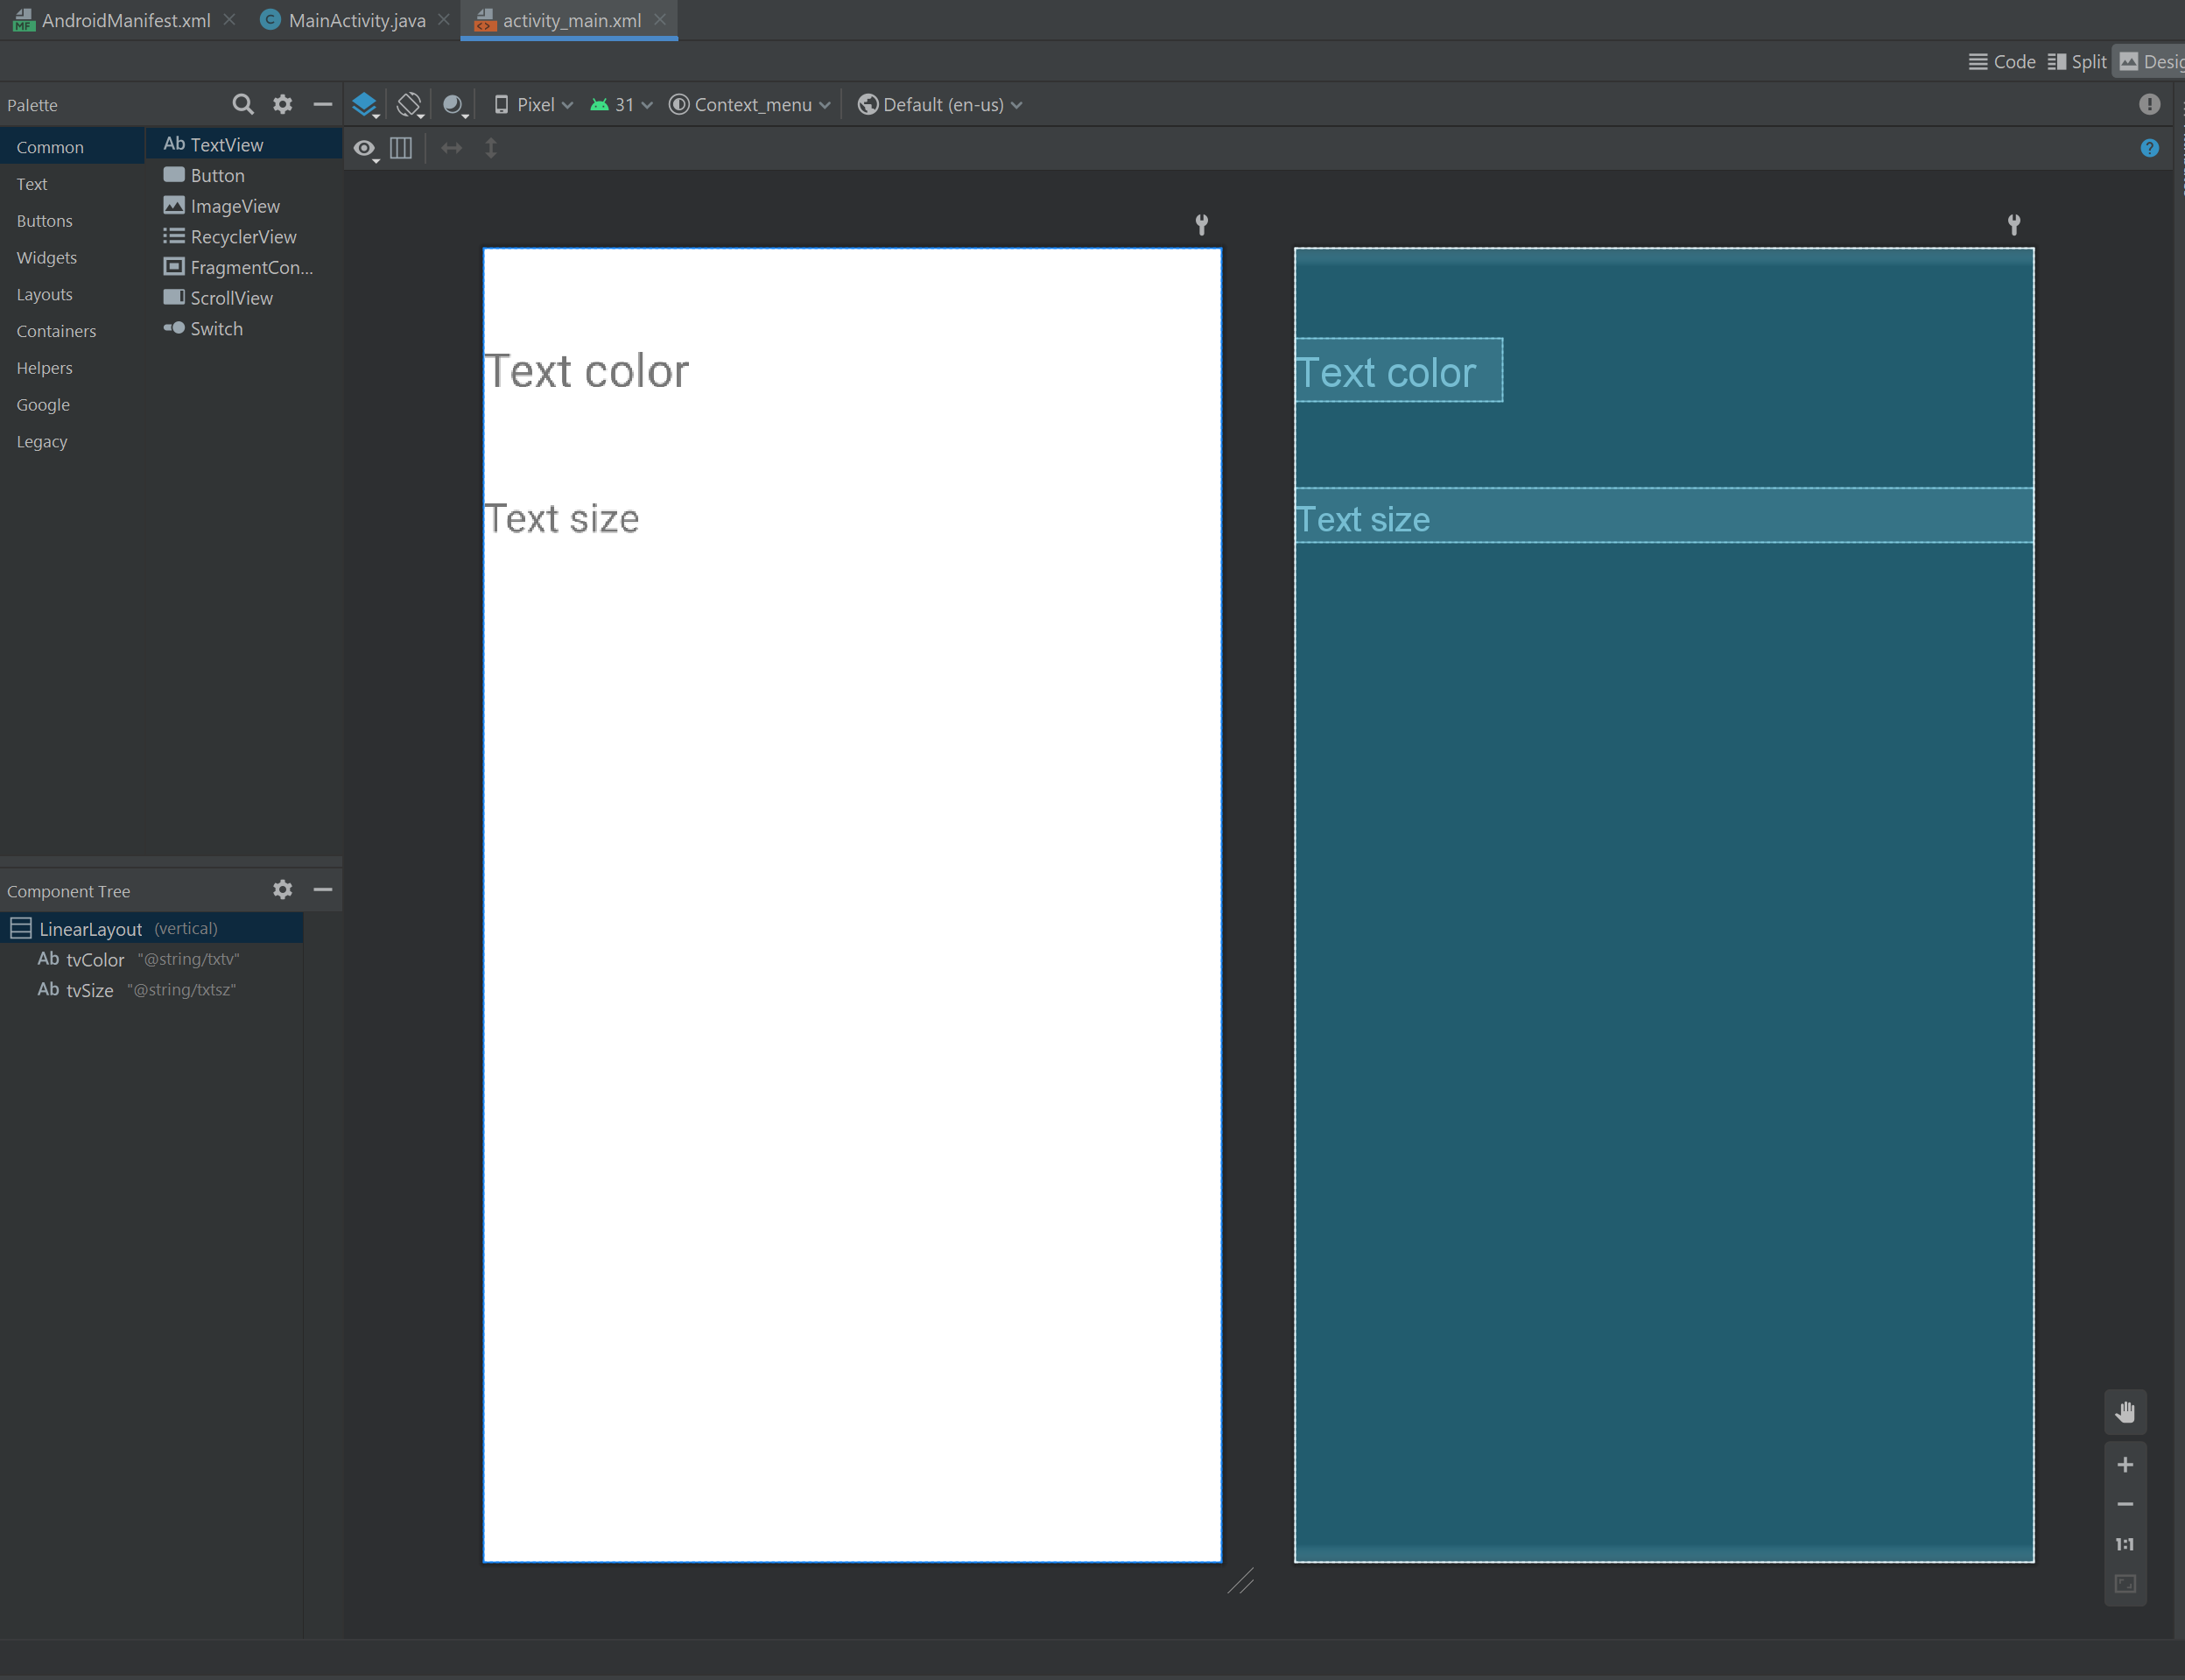 AndroidManifest.xml MainActivity.java activity_main.xml
Code Split Desig
Palette
Pixel 31 Context_menu Default (en-us)
Common
Text
Buttons
Widgets
Layouts
Containers
Helpers
Google
Legacy
Ab TextView
Button
ImageView
RecyclerView
FragmentCon...
ScrollView
Switch
Text color
Text size
Text color
Text size
Component Tree
LinearLayout (vertical)
Ab tvColor "@string/txtv"
Ab tvSize "@string/txtsz"
1:1